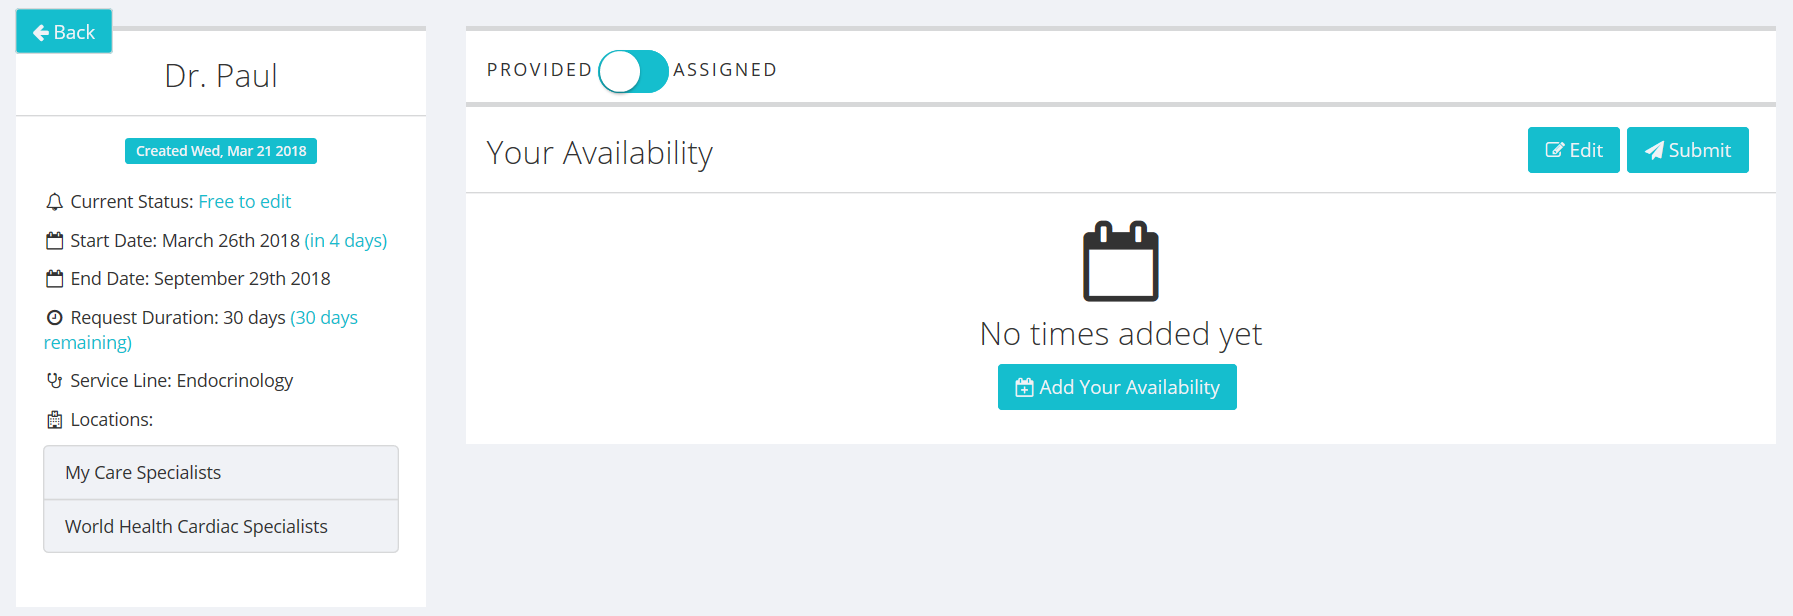 Back
Dr. Paul
Created Wed, Mar 21 2018
Current Status: Free to edit
Start Date: March 26th 2018 (in 4 days)
End Date: September 29th 2018
Request Duration: 30 days (30 days
remaining)
Service Line: Endocrinology
Locations:
My Care Specialists
World Health Cardiac Specialists
PROVIDED ASSIGNED
Your Availability
Edit Submit
No times added yet
Add Your Availability